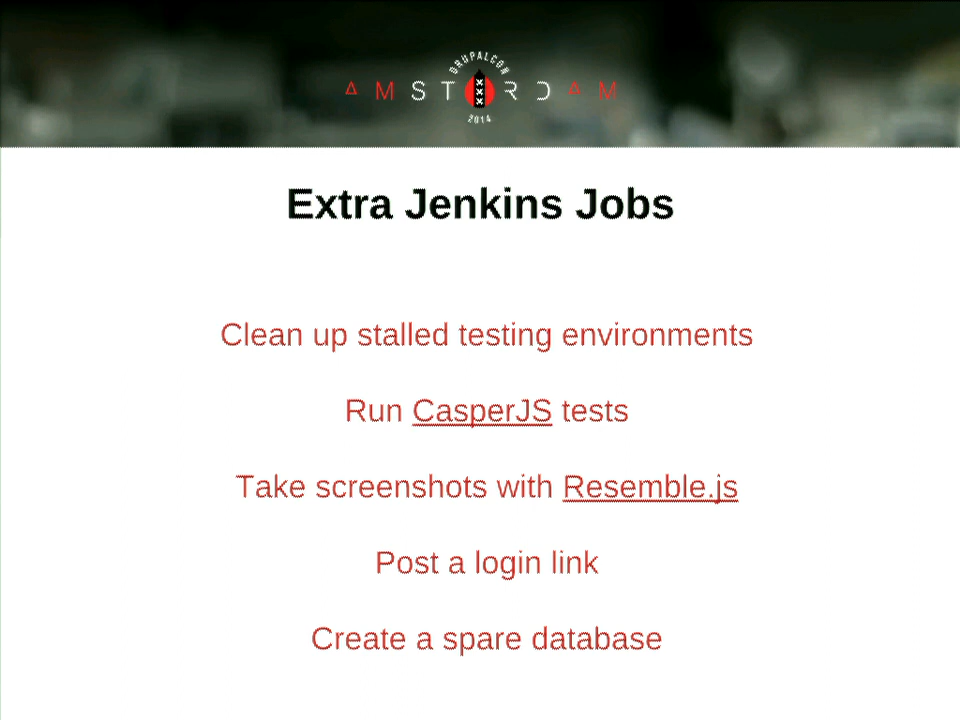 DRUPALCON
AMSTERDAM
2014
Extra Jenkins Jobs
Clean up stalled testing environments
Run CasperJS tests
Take screenshots with Resemble.js
Post a login link
Create a spare database